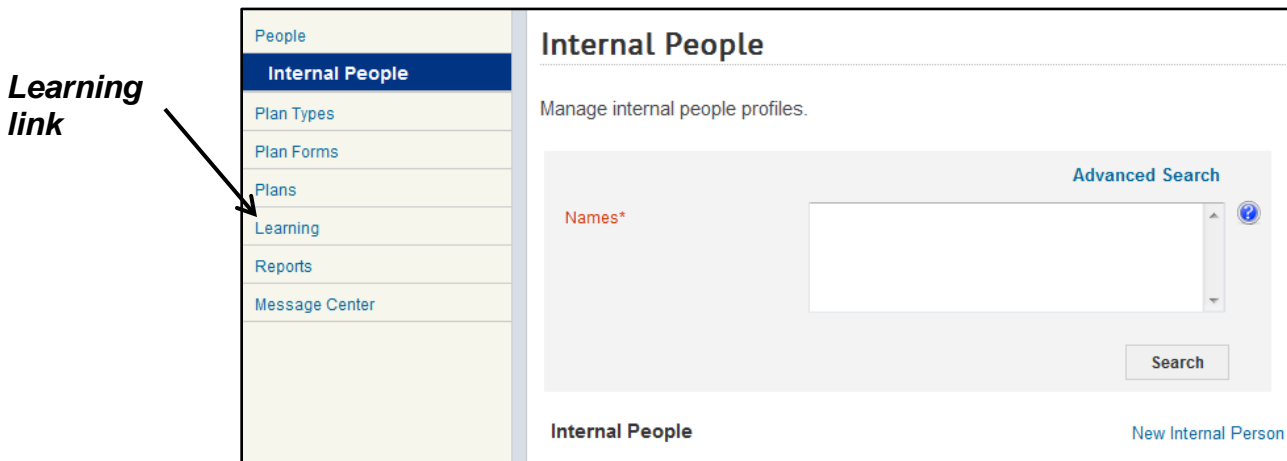 Learning
link
People
Internal People
Plan Types
Plan Forms
Plans
Learning
Reports
Message Center
Internal People
Manage internal people profiles.
Advanced Search
Names*
?
Search
Internal People
New Internal Person